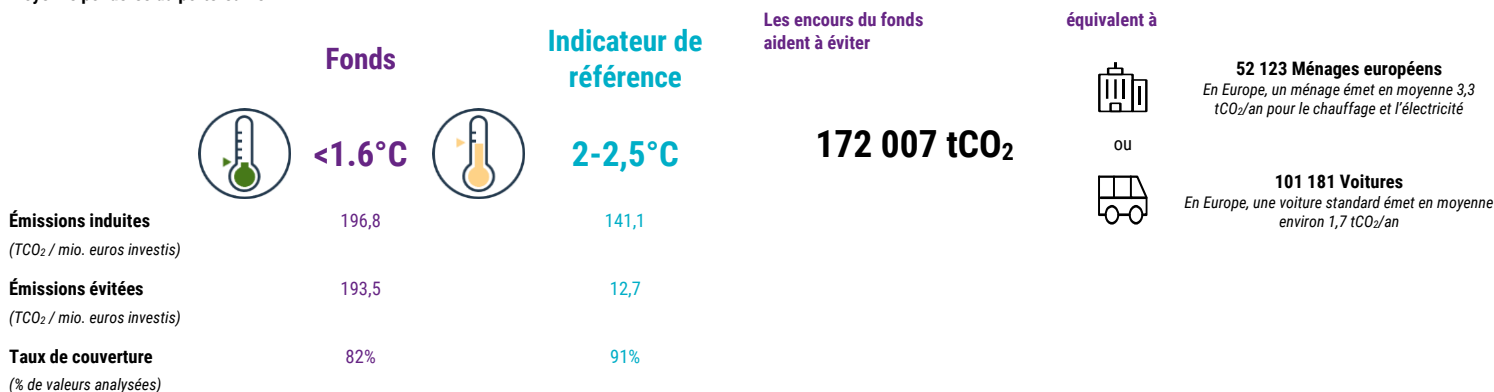 Les encours du fonds
aident à éviter
équivalent à
Fonds
Indicateur de
référence
<1.6°C
2-2,5°C
172 007 tCO₂
52 123 Ménages européens
En Europe, un ménage émet en moyenne 3,3
tCO₂/an pour le chauffage et l’électricité
ou
101 181 Voitures
En Europe, une voiture standard émet en moyenne
environ 1,7 tCO₂/an
Émissions induites 196,8 141,1
(TCO₂ / mio. euros investis)
Émissions évitées 193,5 12,7
(TCO₂ / mio. euros investis)
Taux de couverture 82% 91%
(% de valeurs analysées)